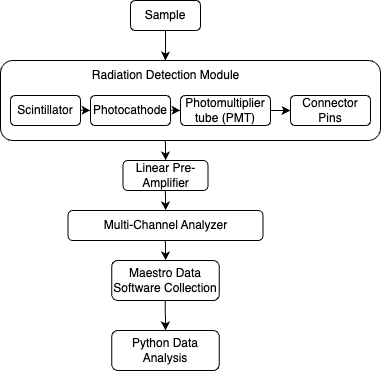 Sample
Radiation Detection Module
Scintillator
Photocathode
Photomultiplier
tube (PMT)
Connector
Pins
Linear Pre-
Amplifier
Multi-Channel Analyzer
Maestro Data
Software Collection
Python Data
Analysis